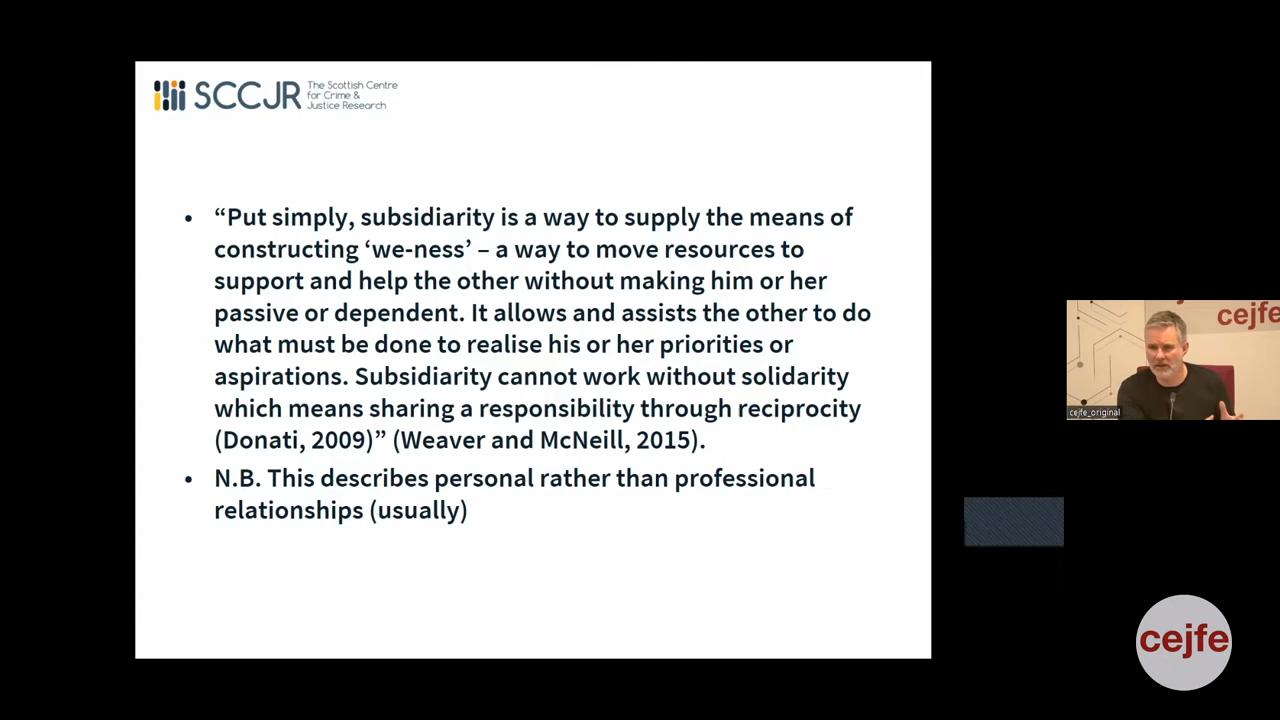 SCCJR
The Scottish Centre
for Crime &
Justice Research
• “Put simply, subsidiarity is a way to supply the means of
constructing ‘we-ness’ – a way to move resources to
support and help the other without making him or her
passive or dependent. It allows and assists the other to do
what must be done to realise his or her priorities or
aspirations. Subsidiarity cannot work without solidarity
which means sharing a responsibility through reciprocity
(Donati, 2009)” (Weaver and McNeill, 2015).
• N.B. This describes personal rather than professional
relationships (usually)
cejfe
cejfe_original
cejfe